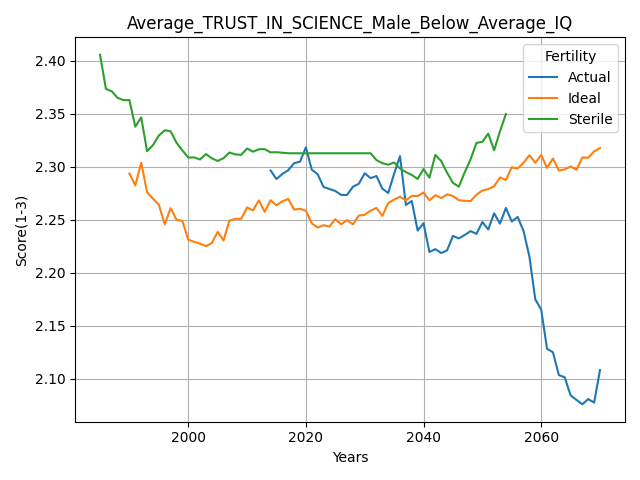 Average_TRUST_IN_SCIENCE_Male_Below_Average_IQ
Fertility
Actual
Ideal
Sterile
Score(1-3)
2.40
2.35
2.30
2.25
2.20
2.15
2.10
2000
2020
2040
2060
Years